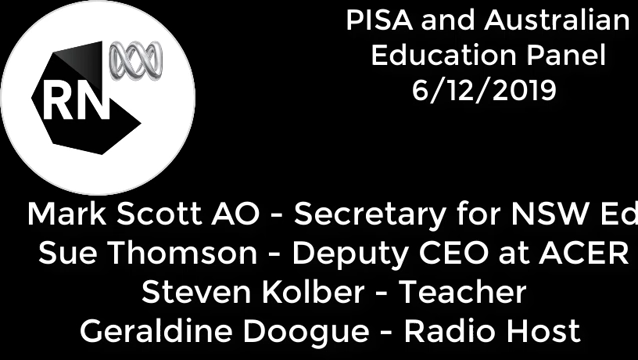 PISA and Australian
Education Panel
6/12/2019
RN
Mark Scott AO - Secretary for NSW Ed
Sue Thomson - Deputy CEO at ACER
Steven Kolber - Teacher
Geraldine Doogue - Radio Host